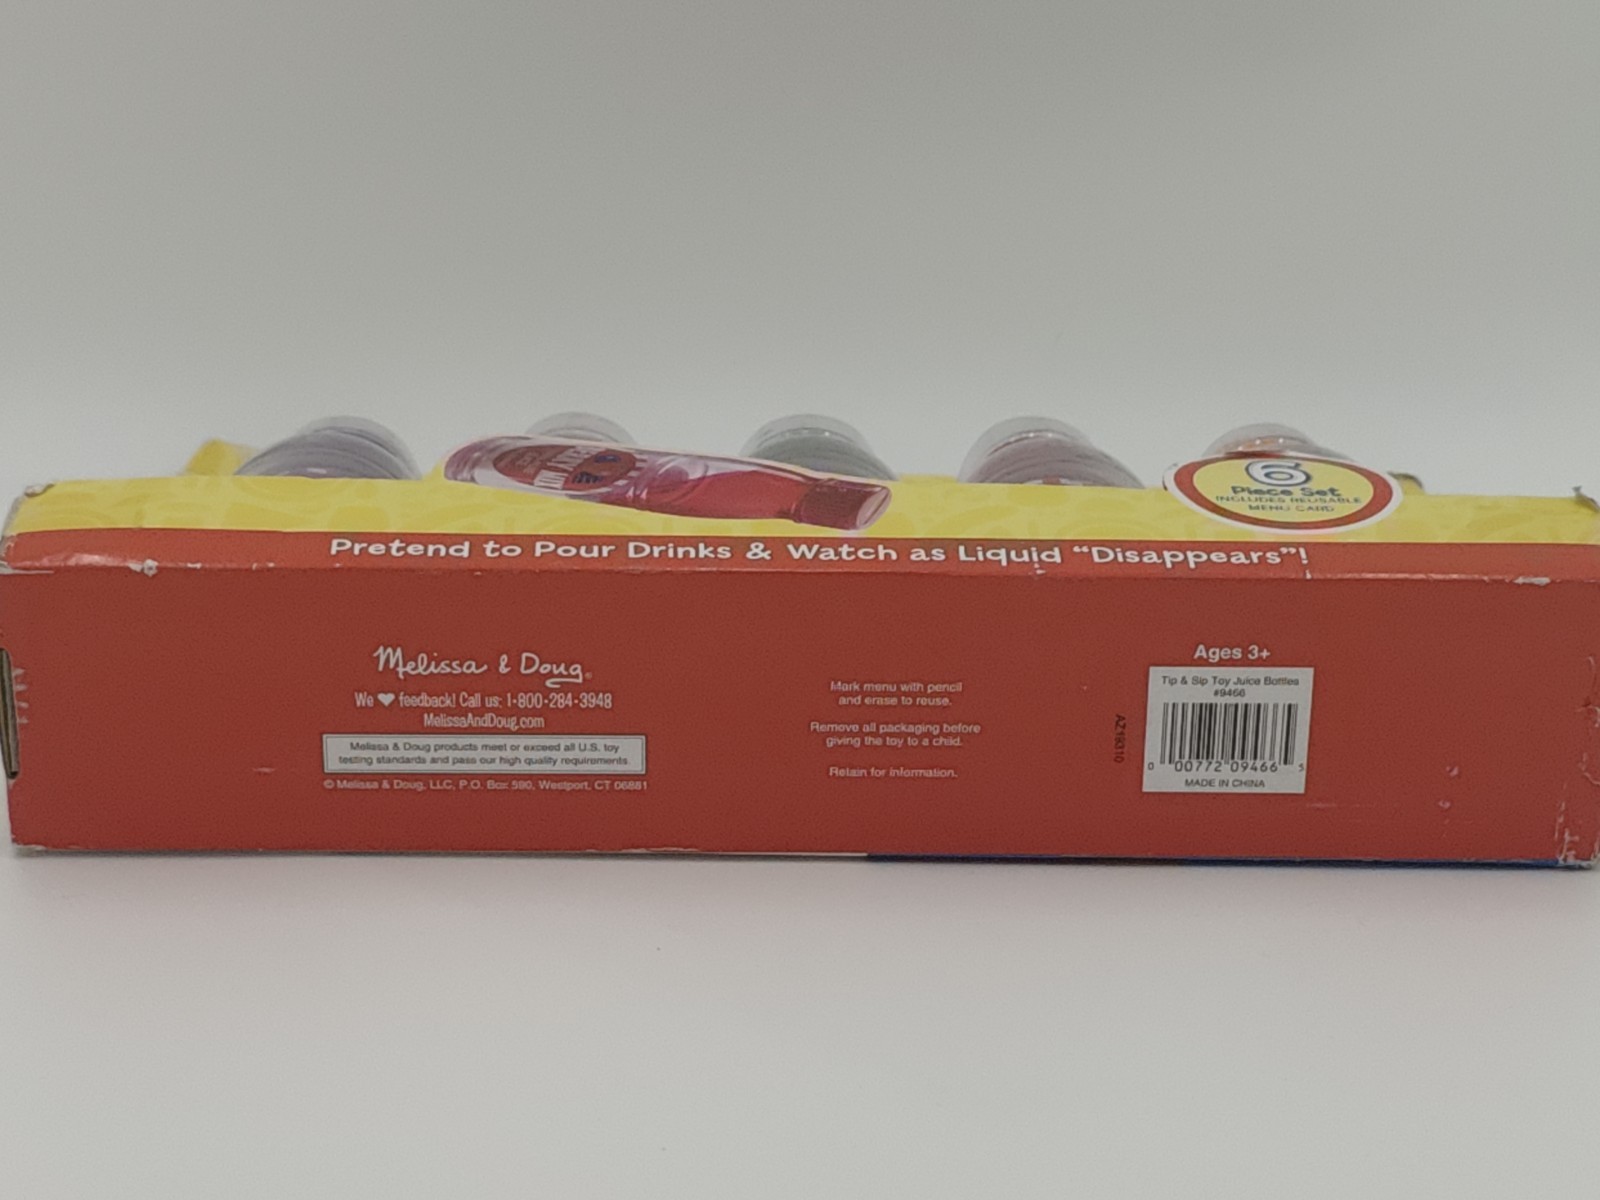 6
Piece Set
INCLUDES REUSABLE
MENU CARD
Pretend to Pour Drinks & Watch as Liquid “Disappears”!
Melissa & Doug®
We ♥ feedback! Call us: 1-800-284-3948
MelissaAndDoug.com
Melissa & Doug products meet or exceed all U.S. toy
testing standards and pass our high quality requirements.
© Melissa & Doug, LLC, P.O. Box 590, Westport, CT 06881
Mark menu with pencil
and erase to reuse.
Remove all packaging before
giving the toy to a child.
Retain for information.
AZ19310
Ages 3+
Tip & Sip Toy Juice Bottles
#9466
0 00772 09466 5
MADE IN CHINA